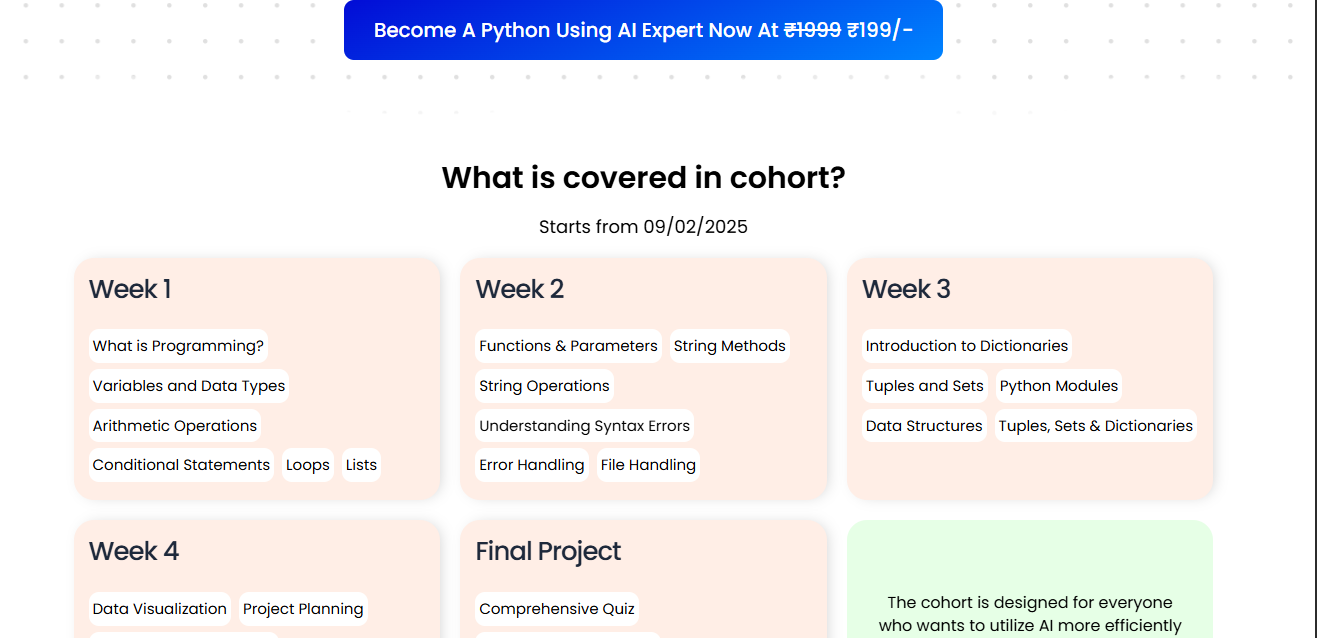 Become A Python Using AI Expert Now At ₹1999 ₹199/-
What is covered in cohort?
Starts from 09/02/2025
Week 1
What is Programming?
Variables and Data Types
Arithmetic Operations
Conditional Statements Loops Lists
Week 2
Functions & Parameters String Methods
String Operations
Understanding Syntax Errors
Error Handling File Handling
Week 3
Introduction to Dictionaries
Tuples and Sets Python Modules
Data Structures Tuples, Sets & Dictionaries
Week 4
Data Visualization Project Planning
Final Project
Comprehensive Quiz
The cohort is designed for everyone
who wants to utilize AI more efficiently